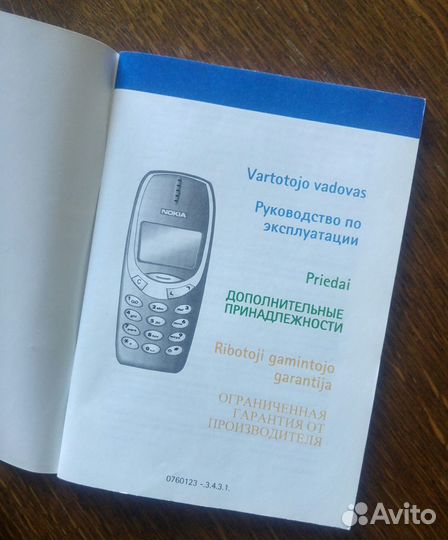 Vartotojo vadovas
Руководство по
эксплуатации
Priedai
ДОПОЛНИТЕЛЬНЫЕ
ПРИНАДЛЕЖНОСТИ
Ribotoji gamintojo
garantija
ОГРАНИЧЕННАЯ
ГАРАНТИЯ ОТ
ПРОИЗВОДИТЕЛЯ
NOKIA
0760123 -.3.4.3.1.
Avito